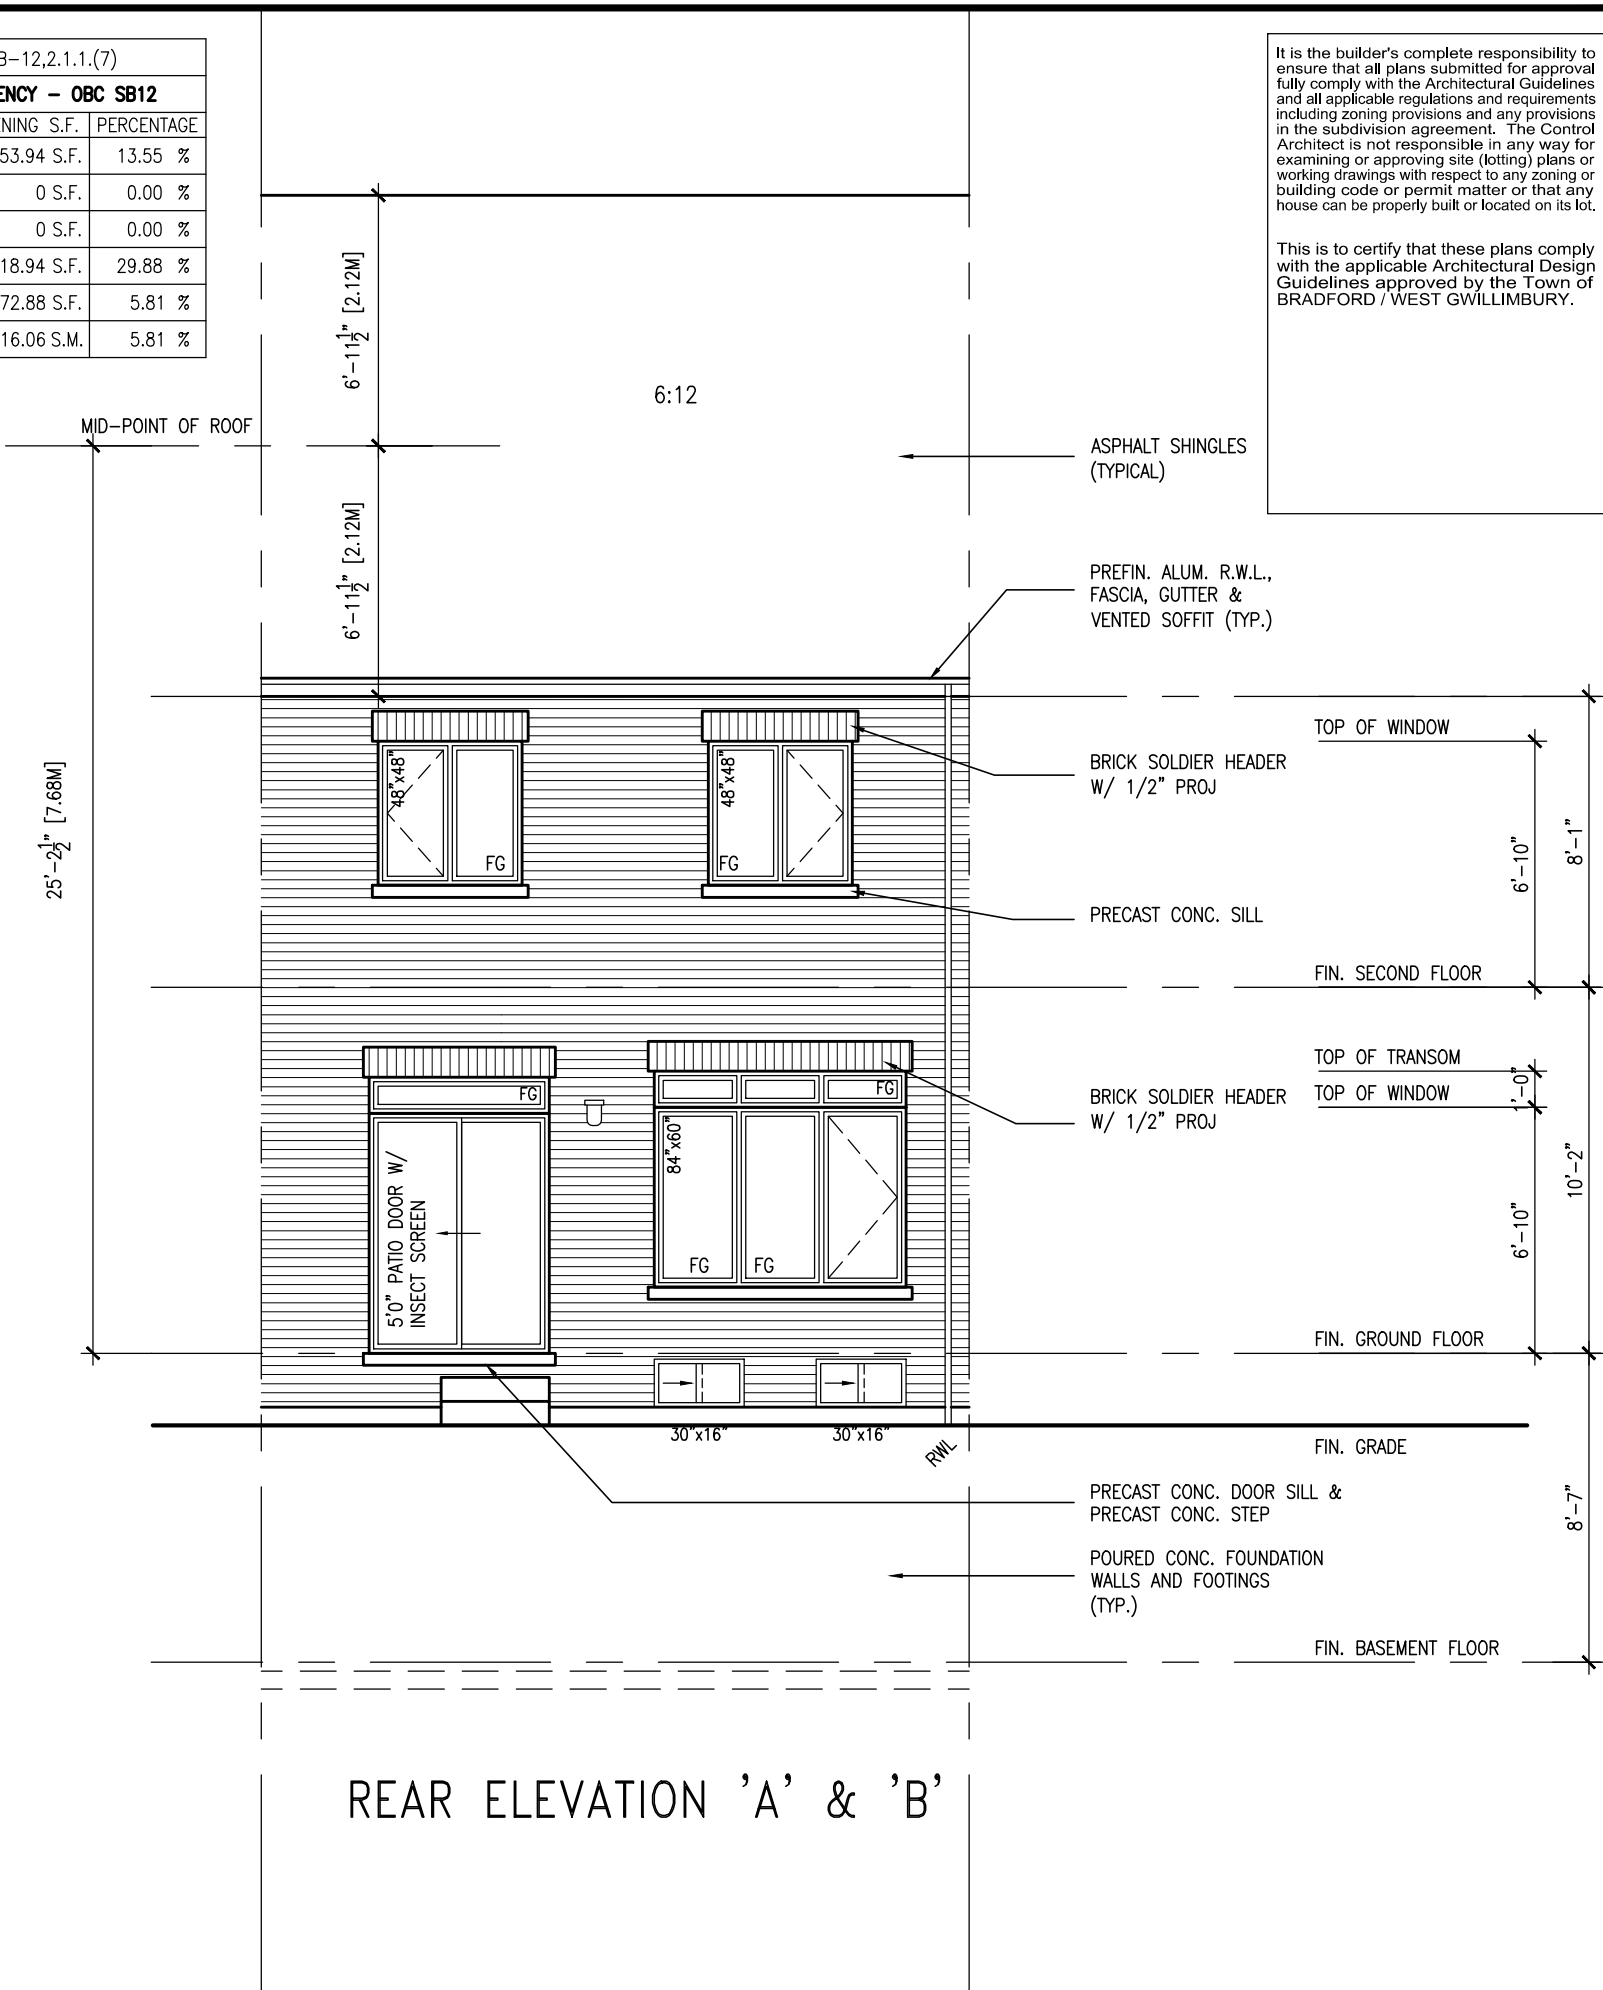 B-12,2.1.1.(7)
ENCY - OBC SB12
ENING S.F. PERCENTAGE
53.94 S.F. 13.55 %
0 S.F. 0.00 %
0 S.F. 0.00 %
18.94 S.F. 29.88 %
72.88 S.F. 5.81 %
16.06 S.M. 5.81 %
It is the builder's complete responsibility to
ensure that all plans submitted for approval
fully comply with the Architectural Guidelines
and all applicable regulations and requirements
including zoning provisions and any provisions
in the subdivision agreement. The Control
Architect is not responsible in any way for
examining or approving site (lotting) plans or
working drawings with respect to any zoning or
building code or permit matter or that any
house can be properly built or located on its lot.
This is to certify that these plans comply
with the applicable Architectural Design
Guidelines approved by the Town of
BRADFORD / WEST GWILLIMBURY.
6'-11 1/2" [2.12M]
6:12
MID-POINT OF ROOF
ASPHALT SHINGLES
(TYPICAL)
6'-11 1/2" [2.12M]
PREFIN. ALUM. R.W.L.,
FASCIA, GUTTER &
VENTED SOFFIT (TYP.)
TOP OF WINDOW
BRICK SOLDIER HEADER
W/ 1/2" PROJ
48"x48"
FG
48"x48"
FG
25'-2 1/2" [7.68M]
6'-10"
8'-1"
PRECAST CONC. SILL
FIN. SECOND FLOOR
TOP OF TRANSOM
TOP OF WINDOW
1'-0"
BRICK SOLDIER HEADER
W/ 1/2" PROJ
FG
FG
84"x60"
5'0" PATIO DOOR W/
INSECT SCREEN
FG
FG
10'-2"
6'-10"
FIN. GROUND FLOOR
30"x16"
30"x16"
RWL
FIN. GRADE
PRECAST CONC. DOOR SILL &
PRECAST CONC. STEP
8'-7"
POURED CONC. FOUNDATION
WALLS AND FOOTINGS
(TYP.)
FIN. BASEMENT FLOOR
REAR ELEVATION 'A' & 'B'